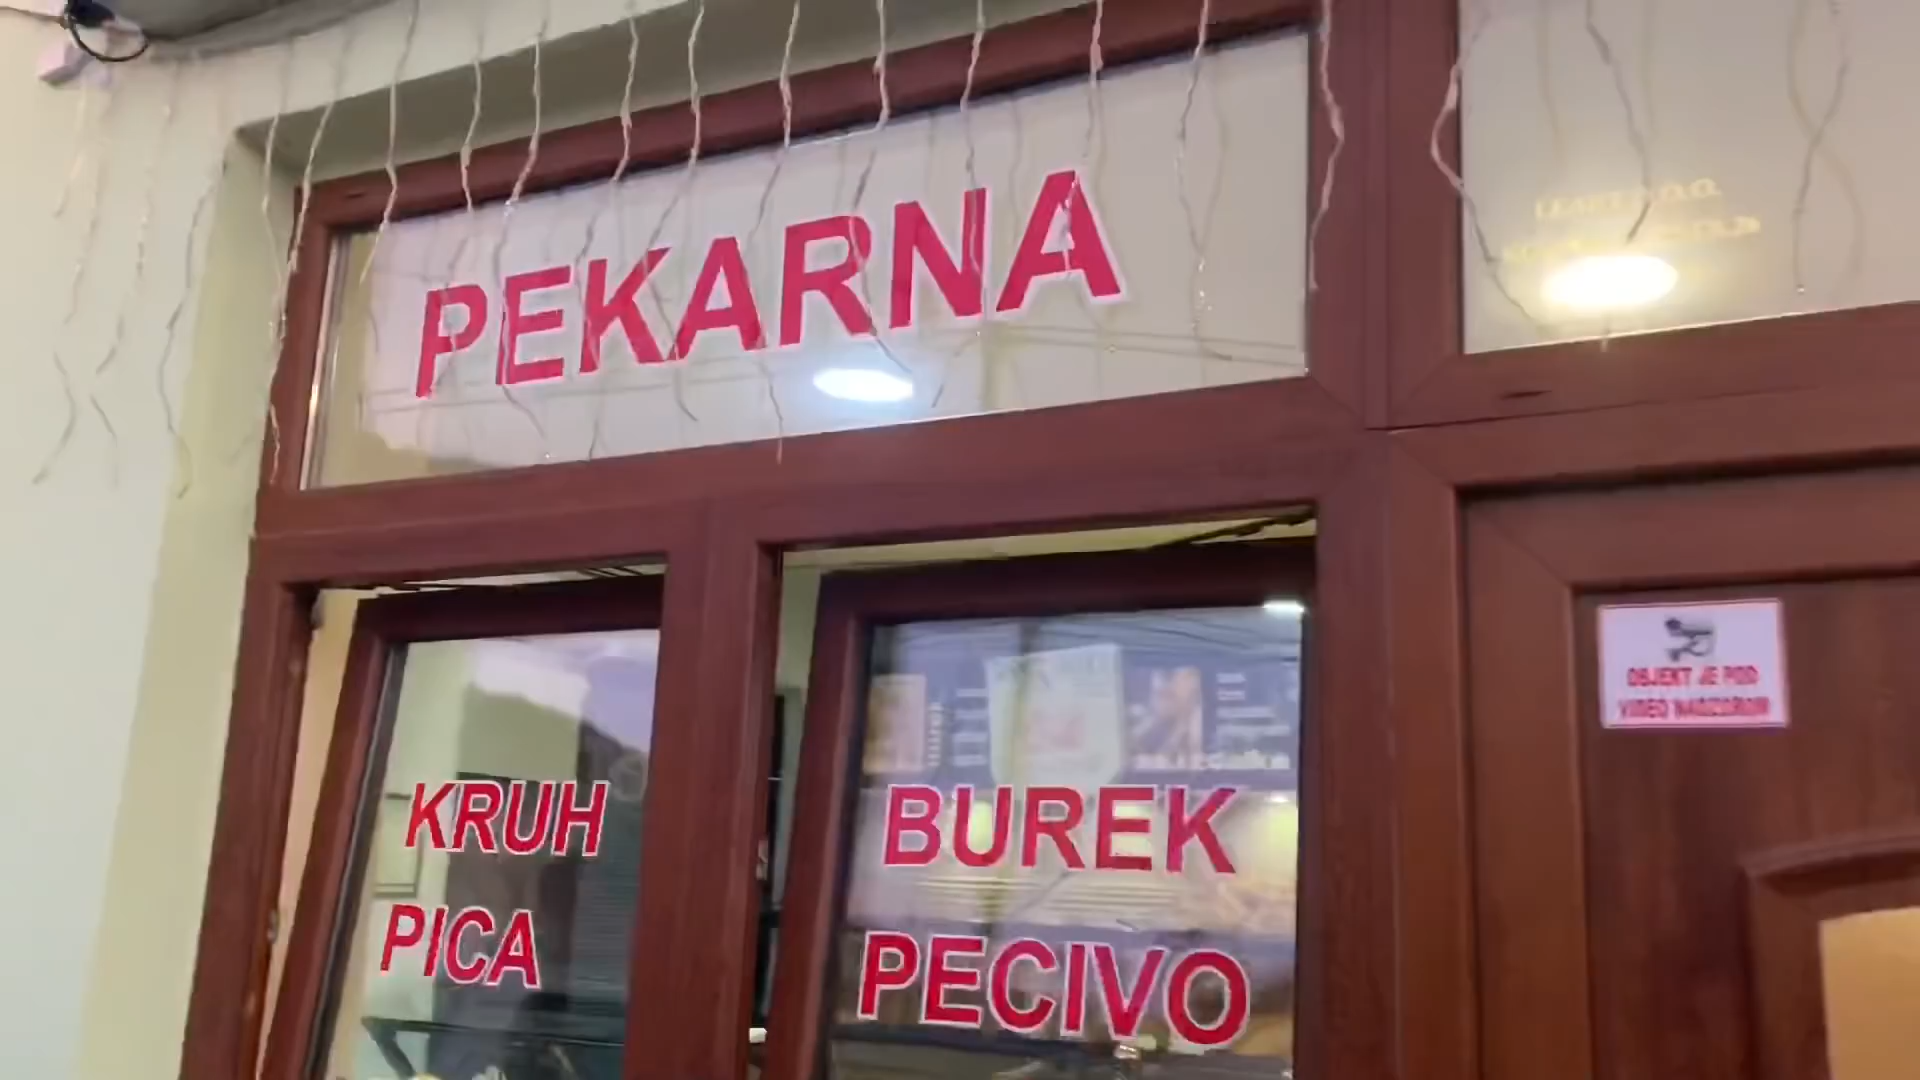 PEKARNA
KRUH
PICA
BUREK
PECIVO
OBJEKT JE POD
VIDEO NADZOROM